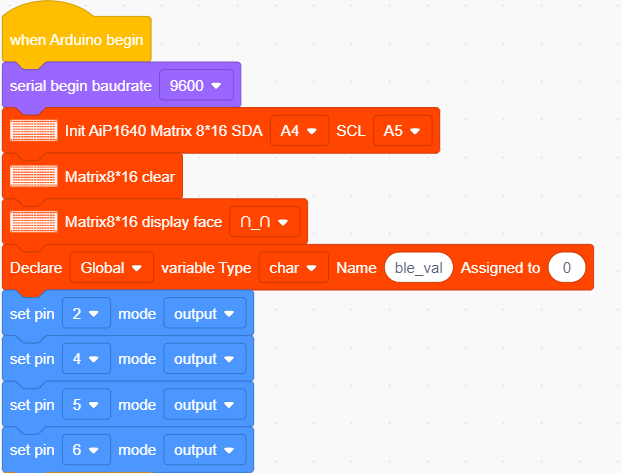 when Arduino begin
serial begin baudrate 9600
Init AiP1640 Matrix 8*16 SDA A4 SCL A5
Matrix8*16 clear
Matrix8*16 display face ∩_∩
Declare Global variable Type char Name ble_val Assigned to 0
set pin 2 mode output
set pin 4 mode output
set pin 5 mode output
set pin 6 mode output